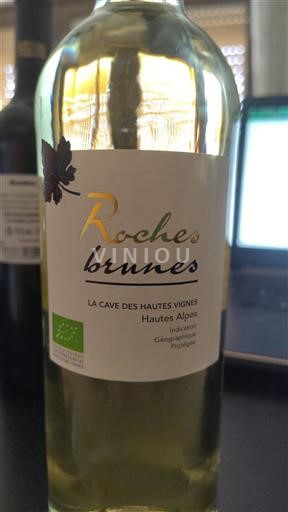 Roches
VINIOU
brunes
LA CAVE DES HAUTES VIGNES
Hautes Alpes
Indication
Géographique
Protégée